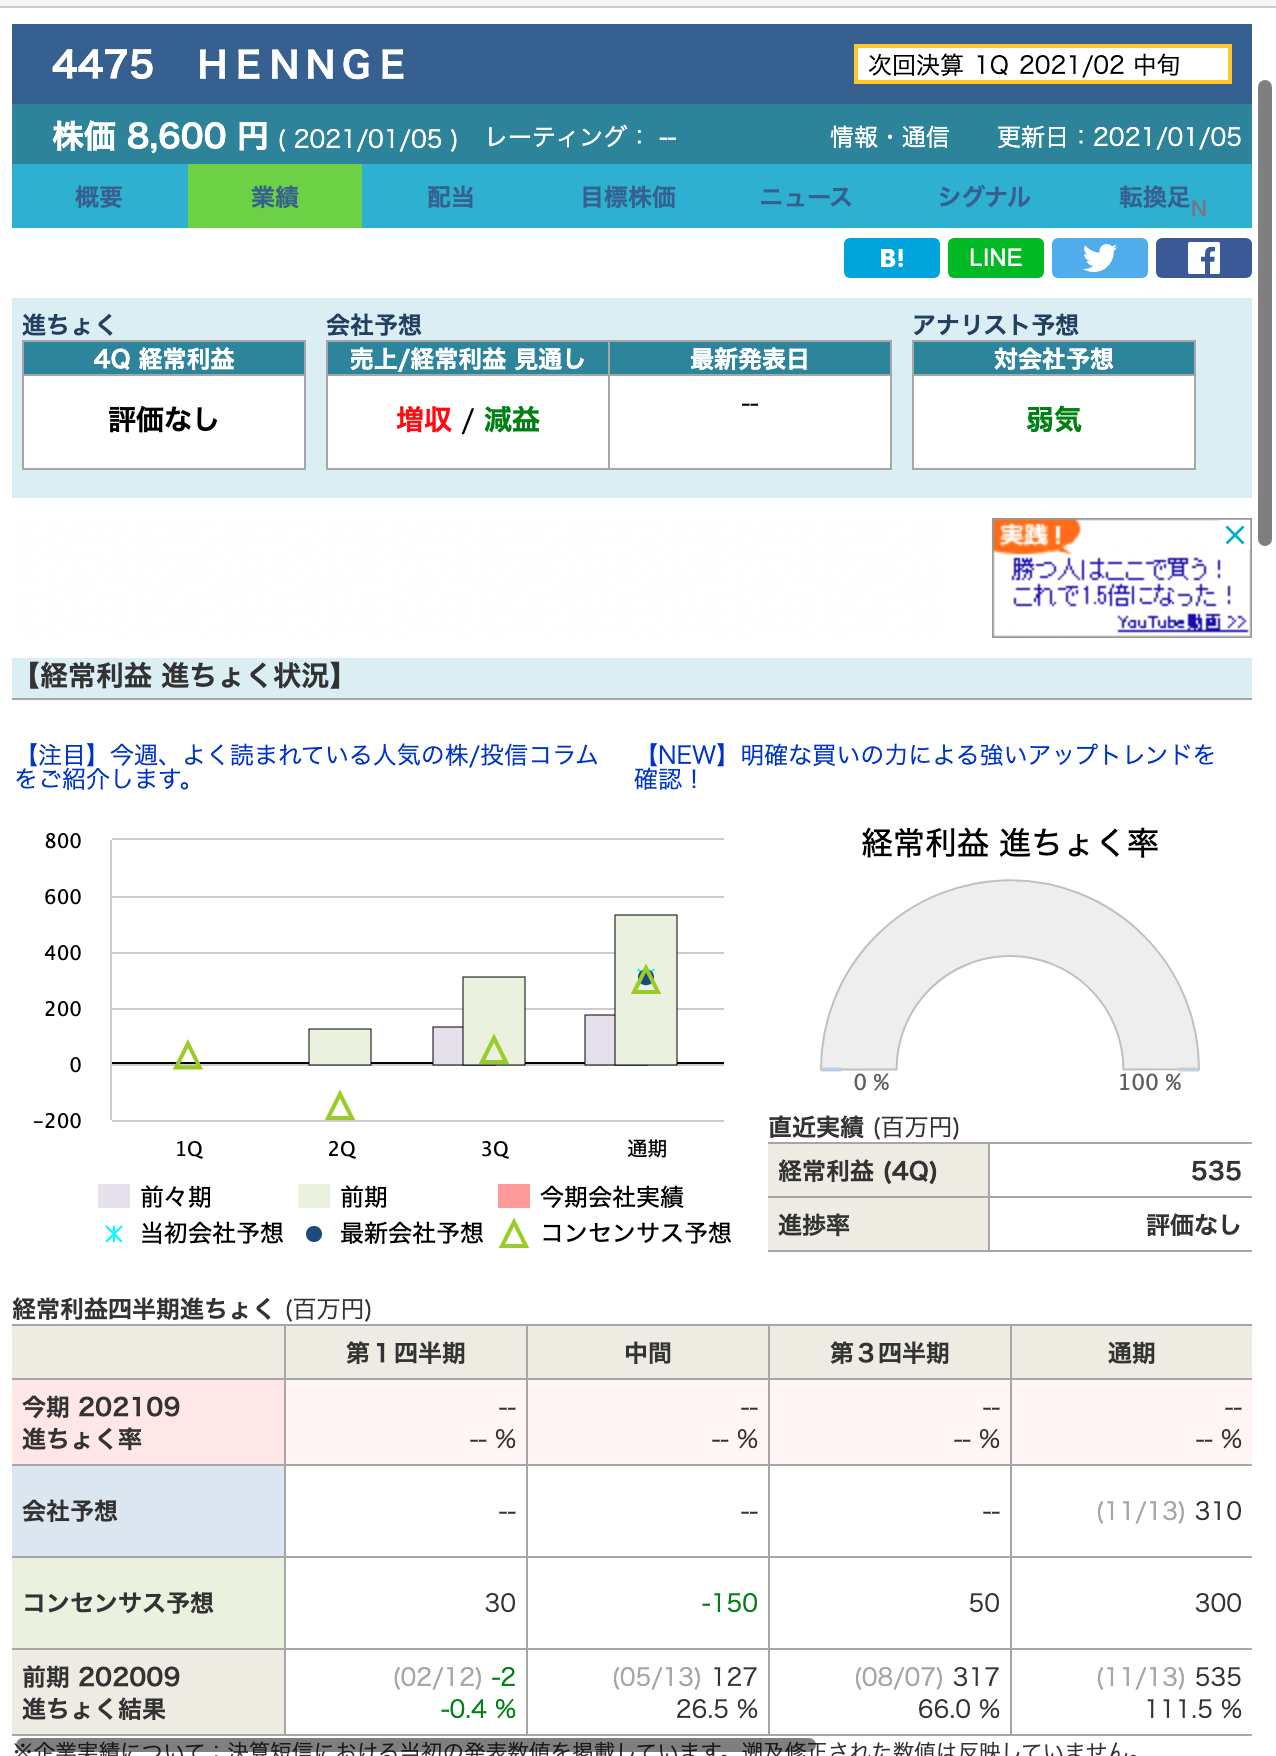 4475 HENNGE
次回決算 1Q 2021/02 中旬
株価 8,600 円 ( 2021/01/05 ) レーティング： -- 情報・通信 更新日：2021/01/05
概要 業績 配当 目標株価 ニュース シグナル 転換足N
B! LINE
進ちょく 会社予想 アナリスト予想
4Q 経常利益 売上/経常利益 見通し 最新発表日 対会社予想
評価なし 増収 / 減益 -- 弱気
実践！
勝つ人はここで買う！
これで1.5倍になった！
YouTube動画 >>
【経常利益 進ちょく状況】
【注目】今週、よく読まれている人気の株/投信コラム
をご紹介します。
【NEW】明確な買いの力による強いアップトレンドを
確認！
800
600
400
200
0
-200
1Q 2Q 3Q 通期
前々期 前期 今期会社実績
当初会社予想 最新会社予想 コンセンサス予想
経常利益 進ちょく率
0 % 100 %
直近実績 (百万円)
経常利益 (4Q) 535
進捗率 評価なし
経常利益四半期進ちょく (百万円)
第１四半期 中間 第３四半期 通期
今期 202109 -- -- -- --
進ちょく率 -- % -- % -- % -- %
会社予想 -- -- -- (11/13) 310
コンセンサス予想 30 -150 50 300
前期 202009 (02/12) -2 (05/13) 127 (08/07) 317 (11/13) 535
進ちょく結果 -0.4 % 26.5 % 66.0 % 111.5 %
※企業実績について：決算短信における当初の発表数値を掲載しています。遡及修正された数値は反映していません。